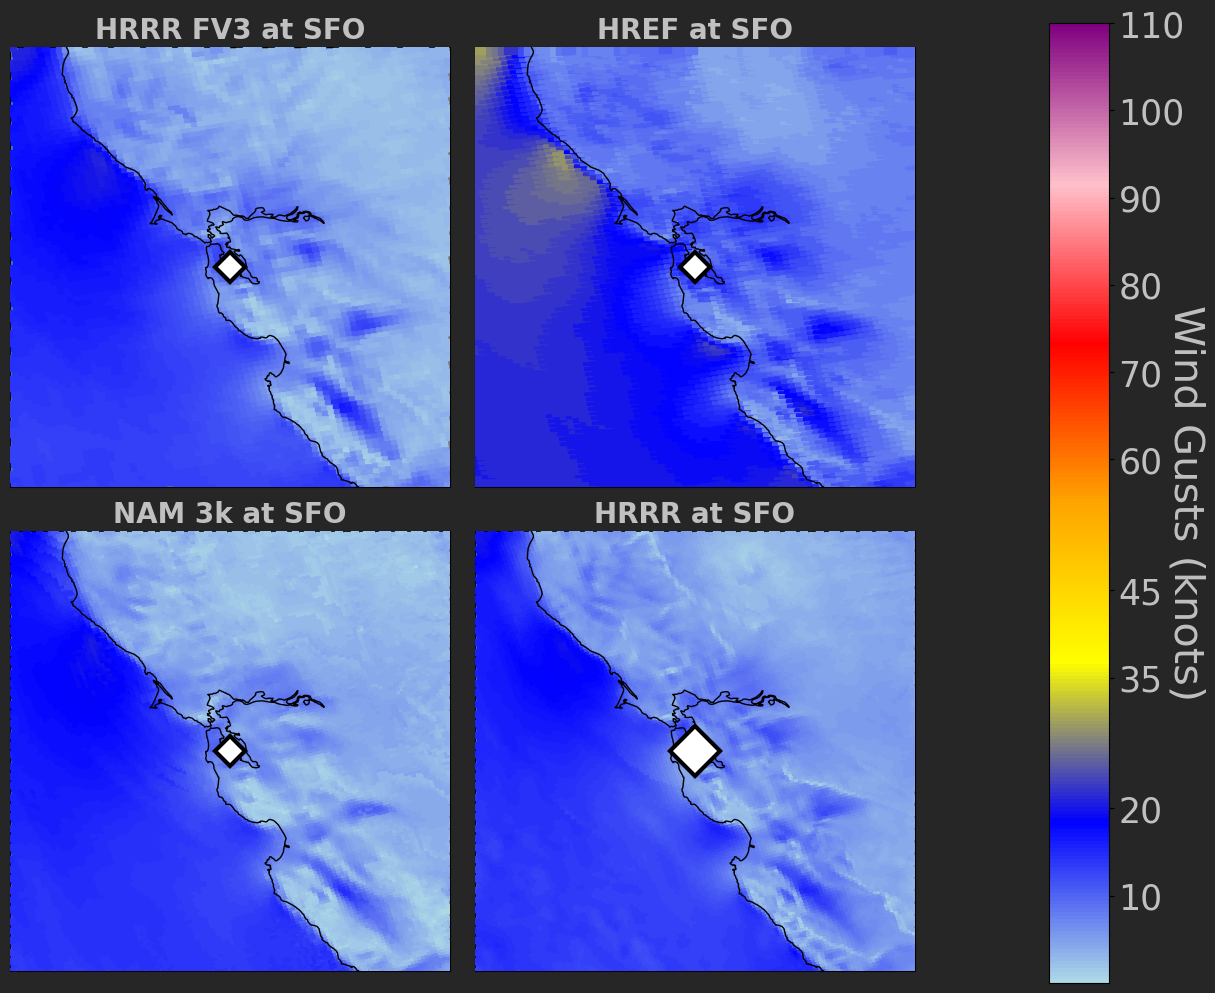 HRRR FV3 at SFO
HREF at SFO
NAM 3k at SFO
HRRR at SFO
110
100
90
80
70
60
45
35
20
10
Wind Gusts (knots)